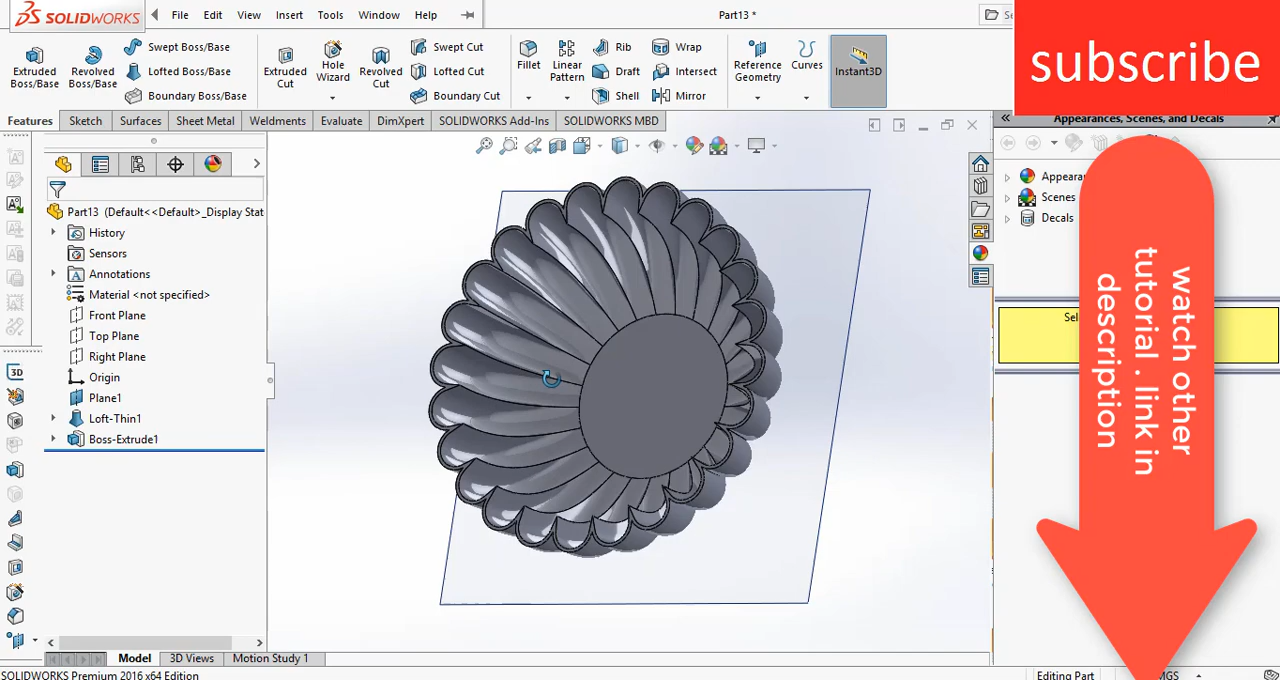 SOLIDWORKS
File Edit View Insert Tools Window Help
Part13 *
subscribe
Extruded Boss/Base
Revolved Boss/Base
Swept Boss/Base
Lofted Boss/Base
Boundary Boss/Base
Extruded Cut
Hole Wizard
Revolved Cut
Swept Cut
Lofted Cut
Boundary Cut
Fillet
Linear Pattern
Rib
Draft
Shell
Wrap
Intersect
Mirror
Reference Geometry
Curves
Instant3D
Features Sketch Surfaces Sheet Metal Weldments Evaluate DimXpert SOLIDWORKS Add-Ins SOLIDWORKS MBD
Appearances, Scenes, and Decals
Part13 (Default<<Default>_Display Stat
History
Sensors
Annotations
Material <not specified>
Front Plane
Top Plane
Right Plane
Origin
Plane1
Loft-Thin1
Boss-Extrude1
3D
Scenes
Decals
watch other
tutorial . link in
description
Model 3D Views Motion Study 1
SOLIDWORKS Premium 2016 x64 Edition
Editing Part